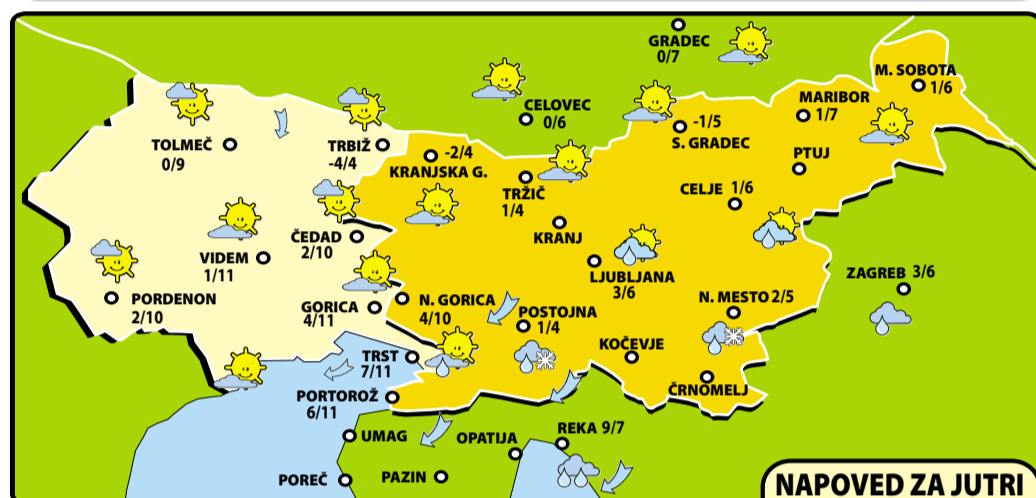 GRADEC
0/7
M. SOBOTA
1/6
CELOVEC
0/6
MARIBOR
1/7
-1/5
S. GRADEC
TOLMEČ
0/9
TRBIŽ
-4/4
-2/4
KRANJSKA G.
TRŽIČ
1/4
PTUJ
CELJE 1/6
KRANJ
ČEDAD
2/10
VIDEM
1/11
LJUBLJANA
3/6
ZAGREB 3/6
PORDENON
2/10
GORICA
4/11
N. GORICA
4/10
POSTOJNA
1/4
N. MESTO 2/5
KOČEVJE
TRST
7/11
ČRNOMELJ
PORTOROŽ
6/11
UMAG
OPATIJA
REKA 9/7
POREČ
PAZIN
NAPOVED ZA JUTRI